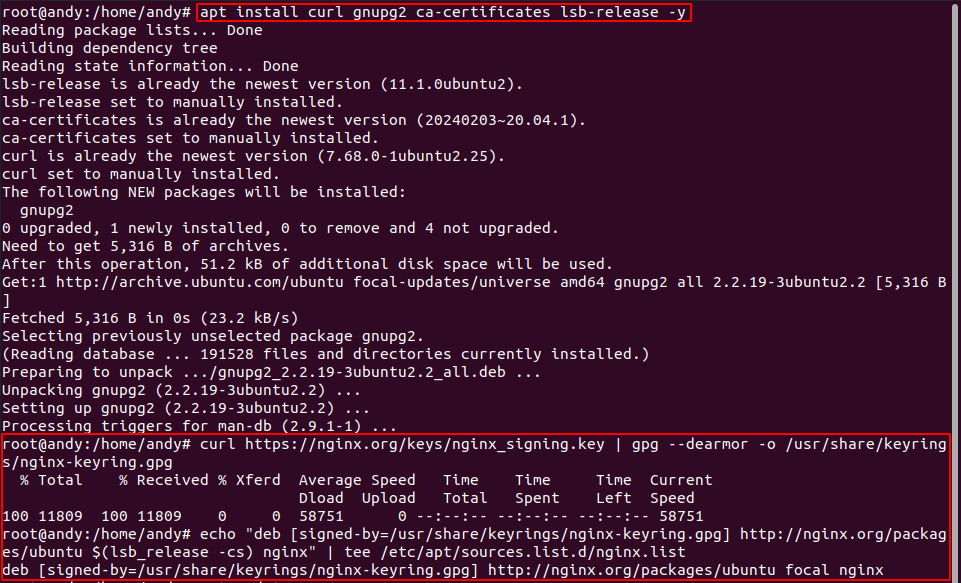 root@andy:/home/andy# apt install curl gnupg2 ca-certificates lsb-release -y
Reading package lists... Done
Building dependency tree
Reading state information... Done
lsb-release is already the newest version (11.1.0ubuntu2).
lsb-release set to manually installed.
ca-certificates is already the newest version (20240203~20.04.1).
ca-certificates set to manually installed.
curl is already the newest version (7.68.0-1ubuntu2.25).
curl set to manually installed.
The following NEW packages will be installed:
  gnupg2
0 upgraded, 1 newly installed, 0 to remove and 4 not upgraded.
Need to get 5,316 B of archives.
After this operation, 51.2 kB of additional disk space will be used.
Get:1 http://archive.ubuntu.com/ubuntu focal-updates/universe amd64 gnupg2 all 2.2.19-3ubuntu2.2 [5,316 B
]
Fetched 5,316 B in 0s (23.2 kB/s)
Selecting previously unselected package gnupg2.
(Reading database ... 191528 files and directories currently installed.)
Preparing to unpack .../gnupg2_2.2.19-3ubuntu2.2_all.deb ...
Unpacking gnupg2 (2.2.19-3ubuntu2.2) ...
Setting up gnupg2 (2.2.19-3ubuntu2.2) ...
Processing triggers for man-db (2.9.1-1) ...
root@andy:/home/andy# curl https://nginx.org/keys/nginx_signing.key | gpg --dearmor -o /usr/share/keyring
s/nginx-keyring.gpg
  % Total    % Received % Xferd  Average Speed   Time    Time     Time  Current
                                 Dload  Upload   Total   Spent    Left  Speed
100 11809  100 11809    0     0  58751      0 --:--:-- --:--:-- --:--:-- 58751
root@andy:/home/andy# echo "deb [signed-by=/usr/share/keyrings/nginx-keyring.gpg] http://nginx.org/packag
es/ubuntu $(lsb_release -cs) nginx" | tee /etc/apt/sources.list.d/nginx.list
deb [signed-by=/usr/share/keyrings/nginx-keyring.gpg] http://nginx.org/packages/ubuntu focal nginx